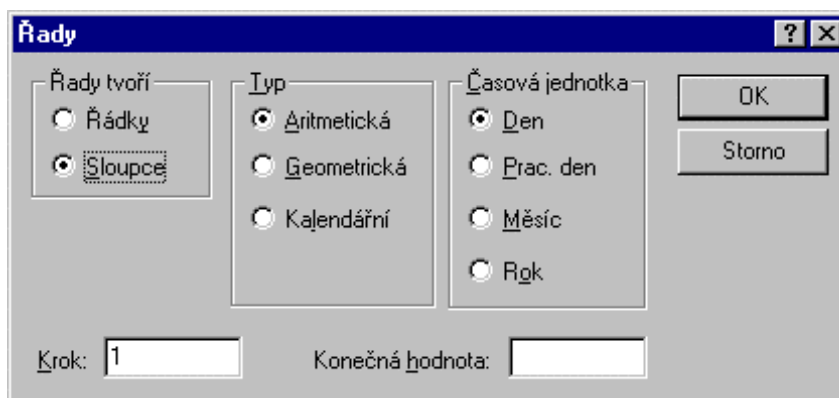 Řady
Řady tvoří
Řádky
Sloupce
Typ
Aritmetická
Geometrická
Kalendářní
Časová jednotka
Den
Prac. den
Měsíc
Rok
OK
Storno
Krok: 1
Konečná hodnota: